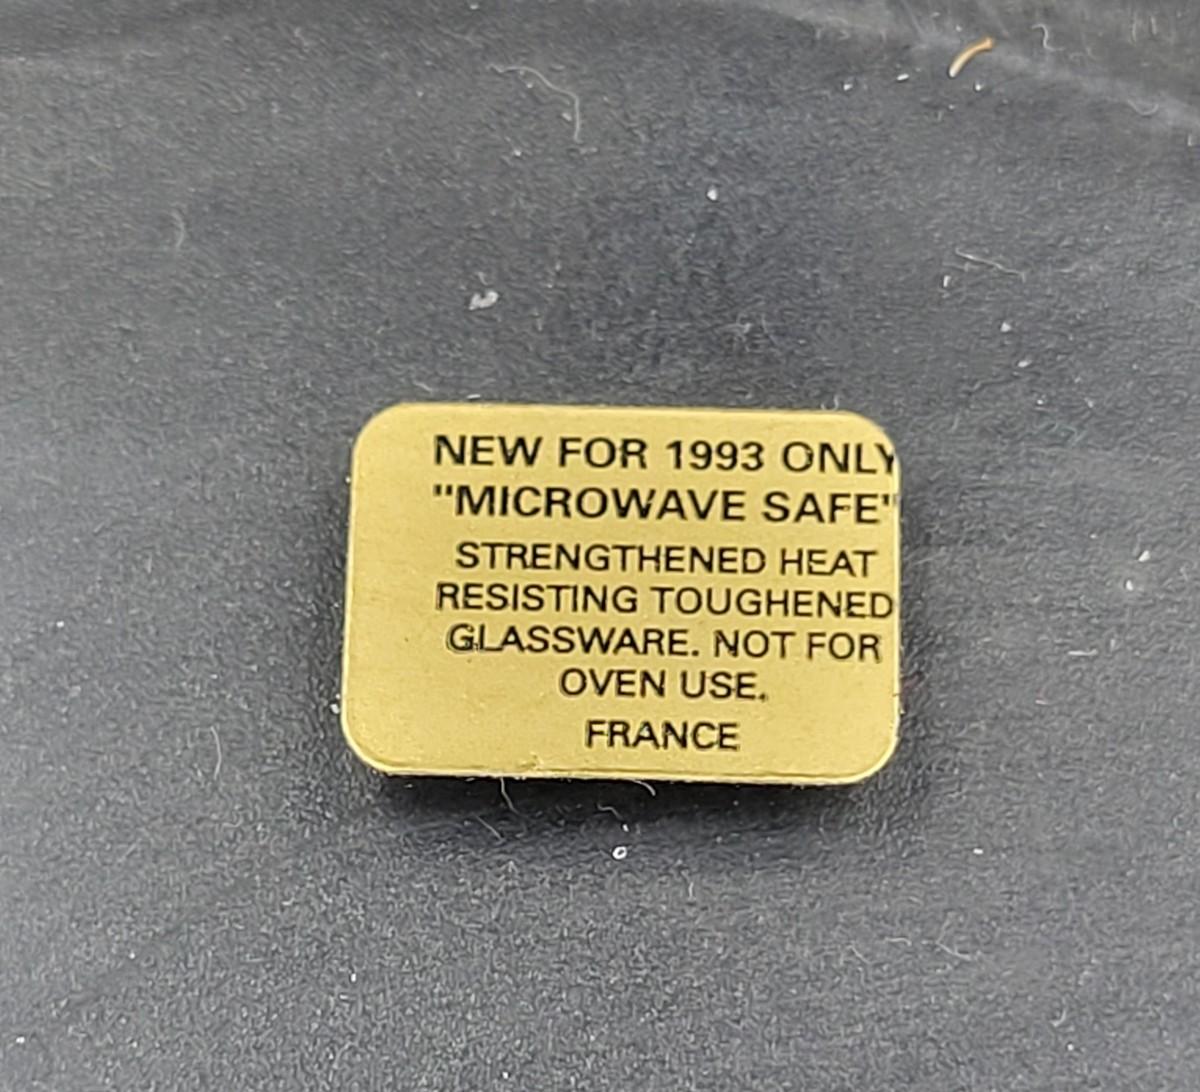 NEW FOR 1993 ONLY
"MICROWAVE SAFE"
STRENGTHENED HEAT
RESISTING TOUGHENED
GLASSWARE. NOT FOR
OVEN USE.
FRANCE